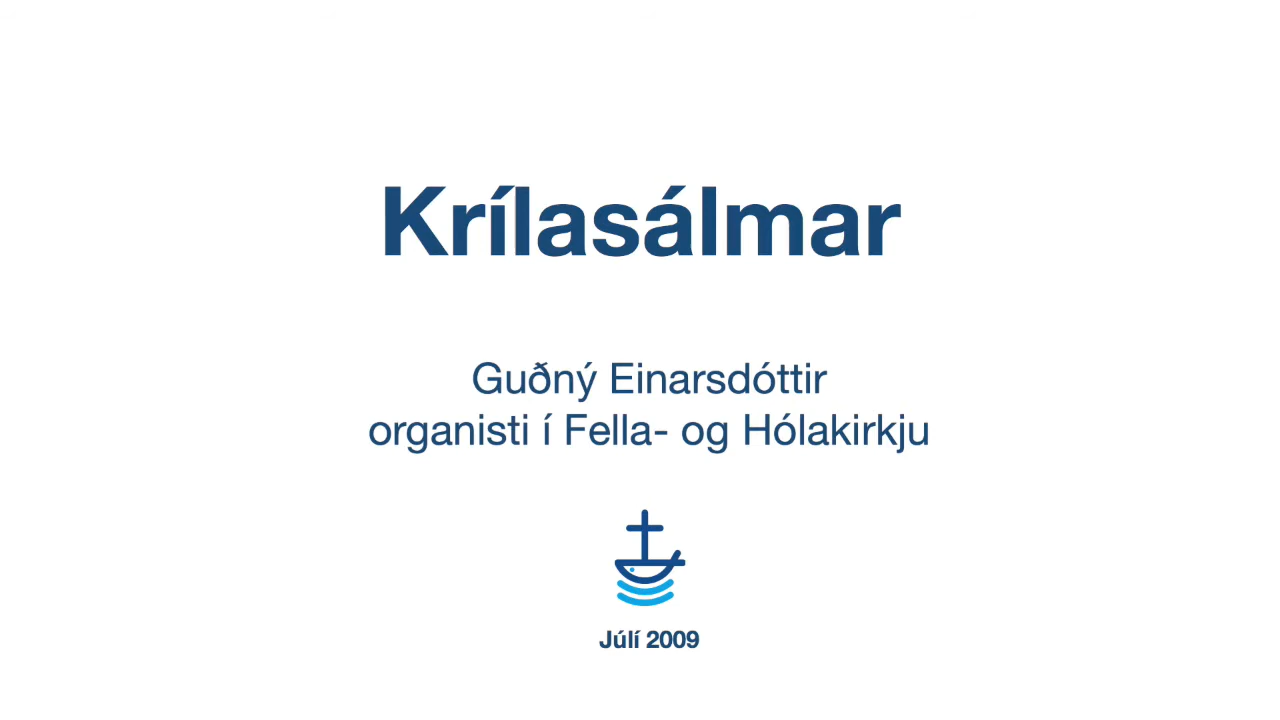 Krílasálmar
Guðný Einarsdóttir
organisti í Fella- og Hólakirkju
Júlí 2009